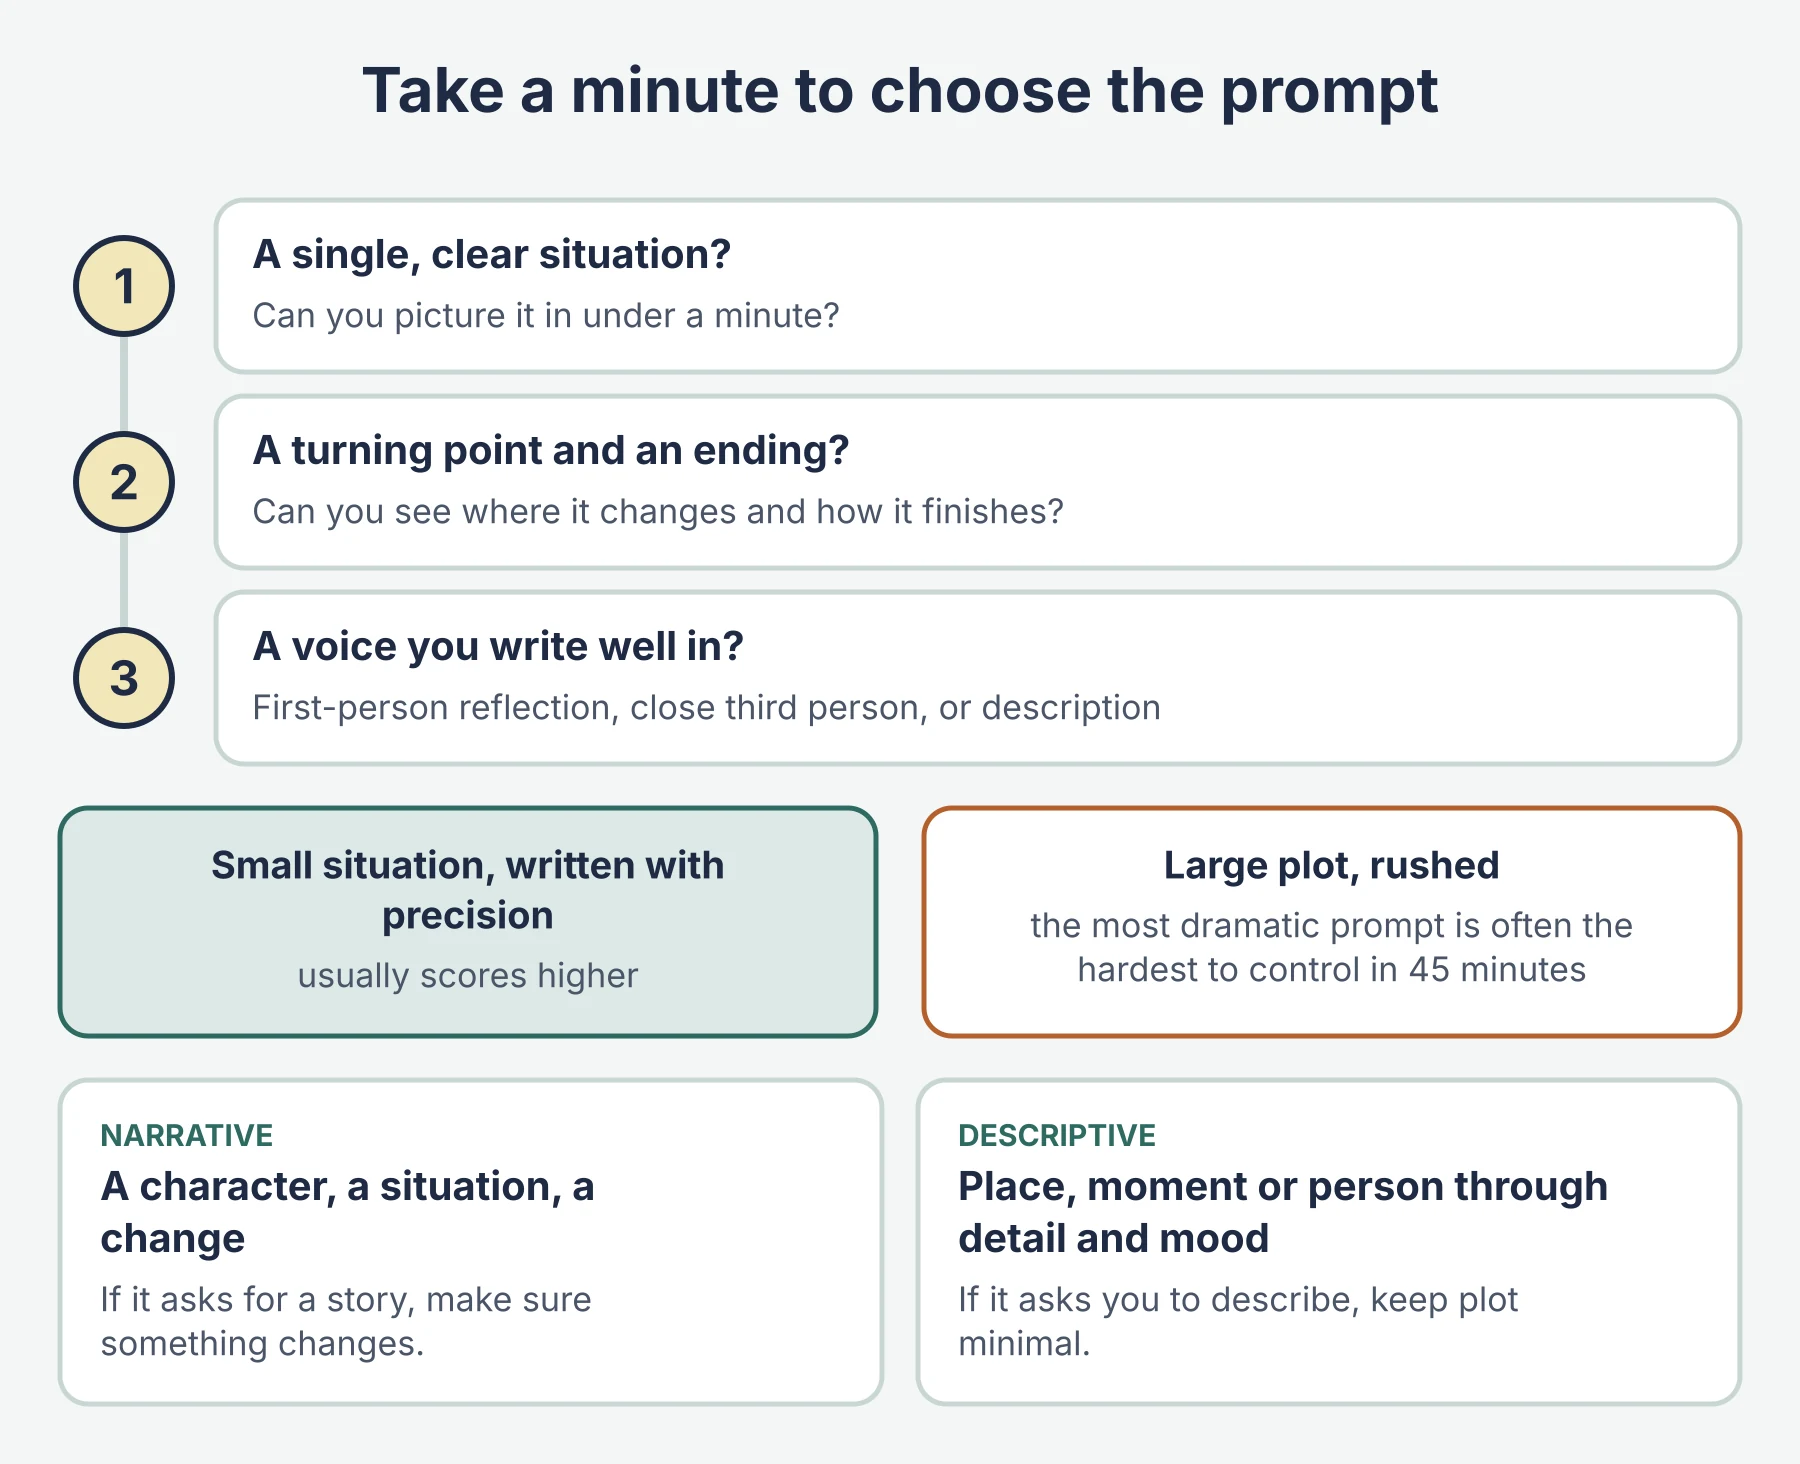 Take a minute to choose the prompt
1
A single, clear situation?
Can you picture it in under a minute?
2
A turning point and an ending?
Can you see where it changes and how it finishes?
3
A voice you write well in?
First-person reflection, close third person, or description
Small situation, written with
precision
usually scores higher
Large plot, rushed
the most dramatic prompt is often the
hardest to control in 45 minutes
NARRATIVE
A character, a situation, a
change
If it asks for a story, make sure
something changes.
DESCRIPTIVE
Place, moment or person through
detail and mood
If it asks you to describe, keep plot
minimal.